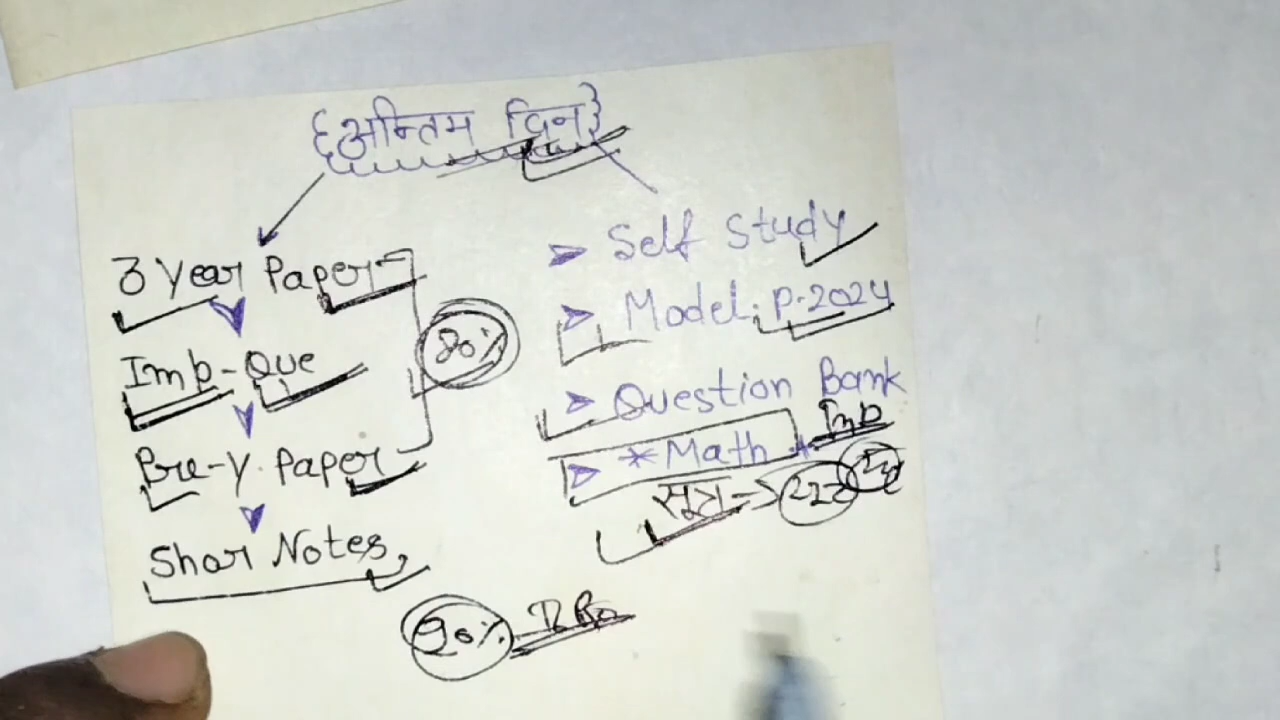 {अन्तिम दिन}
3 Year Paper
Imp-Que
Pre-Y. Paper
Shor Notes,
80%
Self Study
Model. P-2024
Question Bank
*Math + Imp
सूत्र
90%